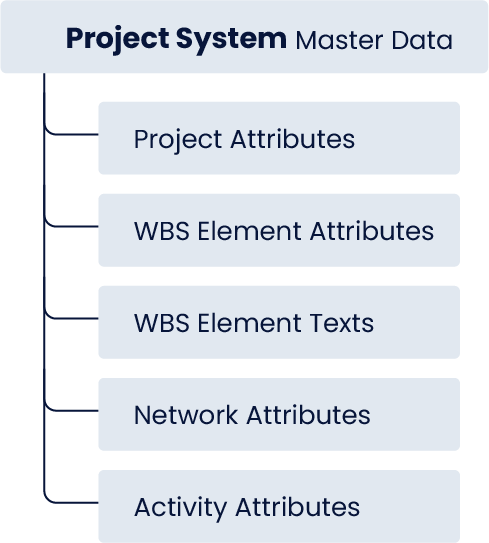 Project System Master Data
Project Attributes
WBS Element Attributes
WBS Element Texts
Network Attributes
Activity Attributes